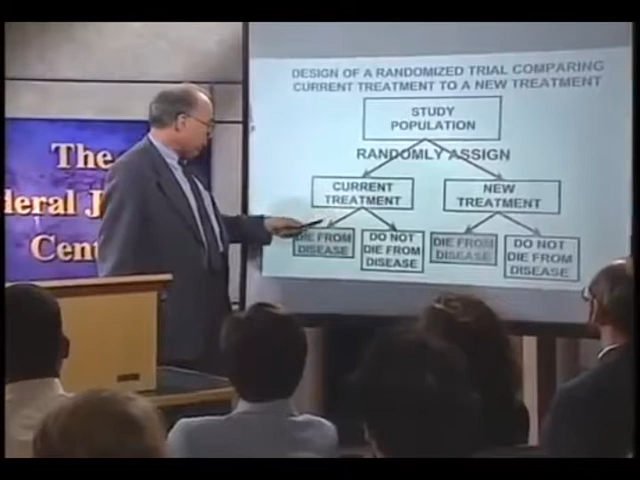 The
ederal J
Cent
DESIGN OF A RANDOMIZED TRIAL COMPARING
CURRENT TREATMENT TO A NEW TREATMENT
STUDY
POPULATION
RANDOMLY ASSIGN
CURRENT
TREATMENT
NEW
TREATMENT
DIE FROM
DISEASE
DO NOT
DIE FROM
DISEASE
DIE FROM
DISEASE
DO NOT
DIE FROM
DISEASE